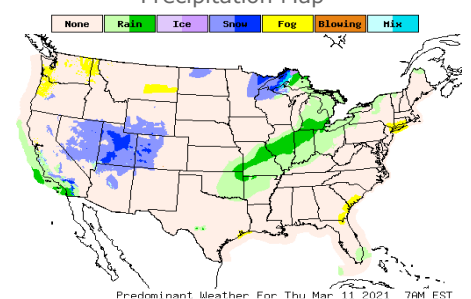 Precipitation Map
None Rain Ice Snow Fog Blowing Mix
Predominant Weather For Thu Mar 11 2021 7AM EST